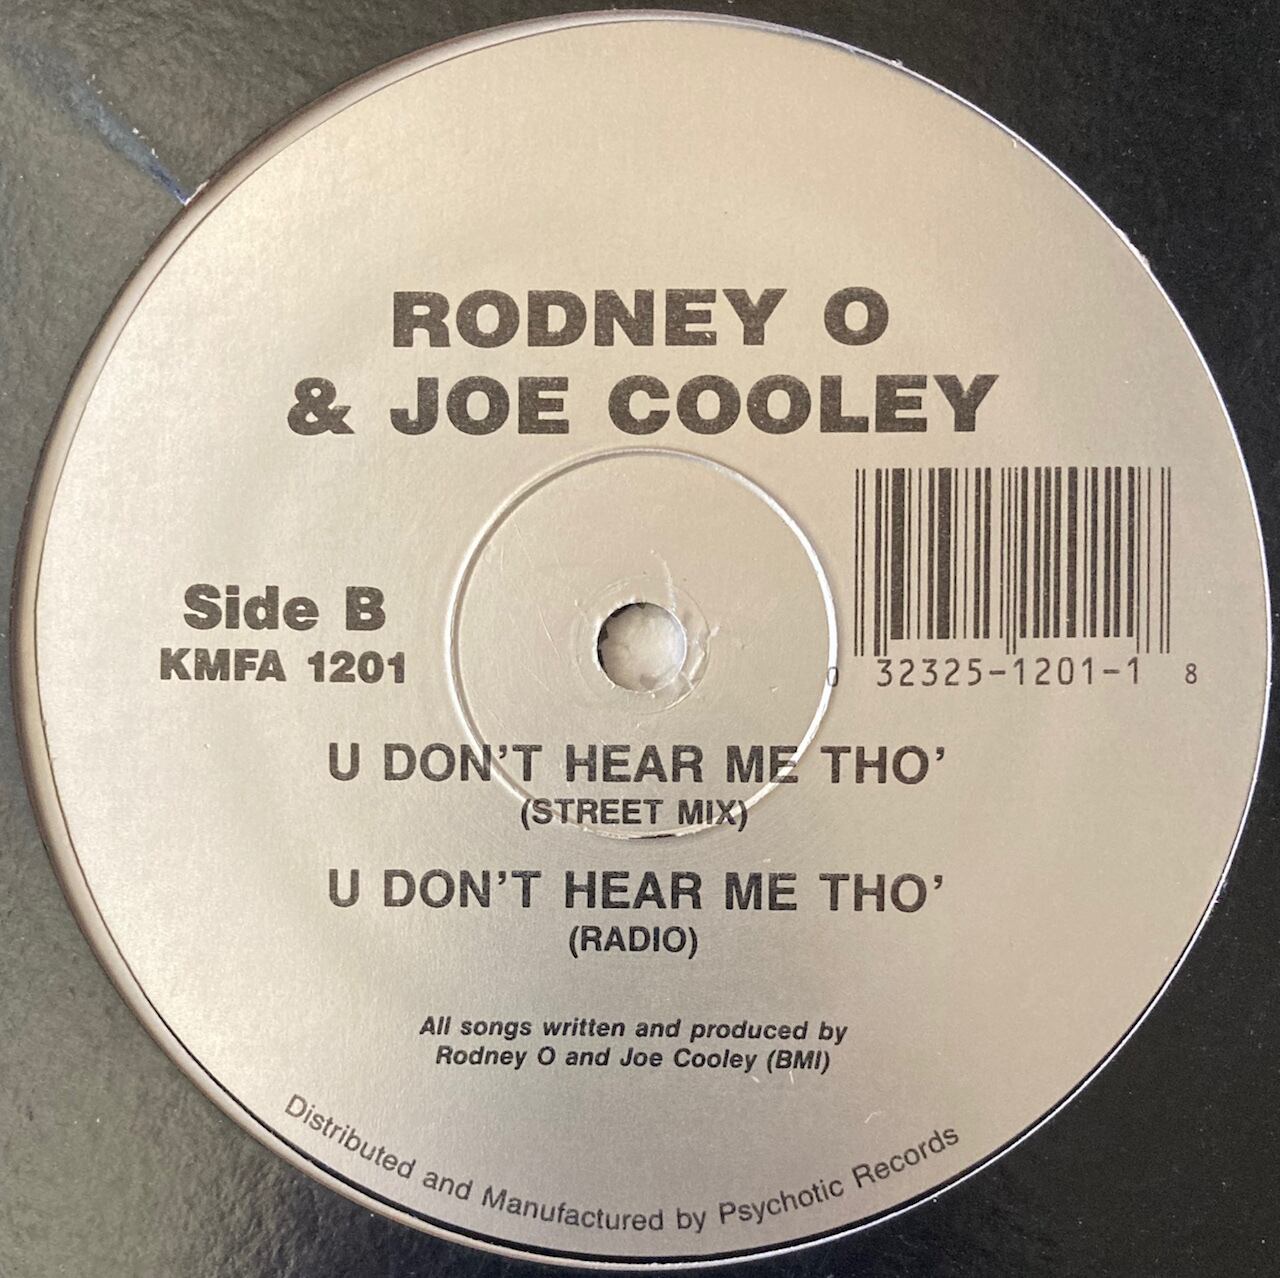 RODNEY O
& JOE COOLEY
Side B
KMFA 1201
0 32325-1201-1 8
U DON'T HEAR ME THO'
(STREET MIX)
U DON'T HEAR ME THO'
(RADIO)
All songs written and produced by
Rodney O and Joe Cooley (BMI)
Distributed and Manufactured by Psychotic Records